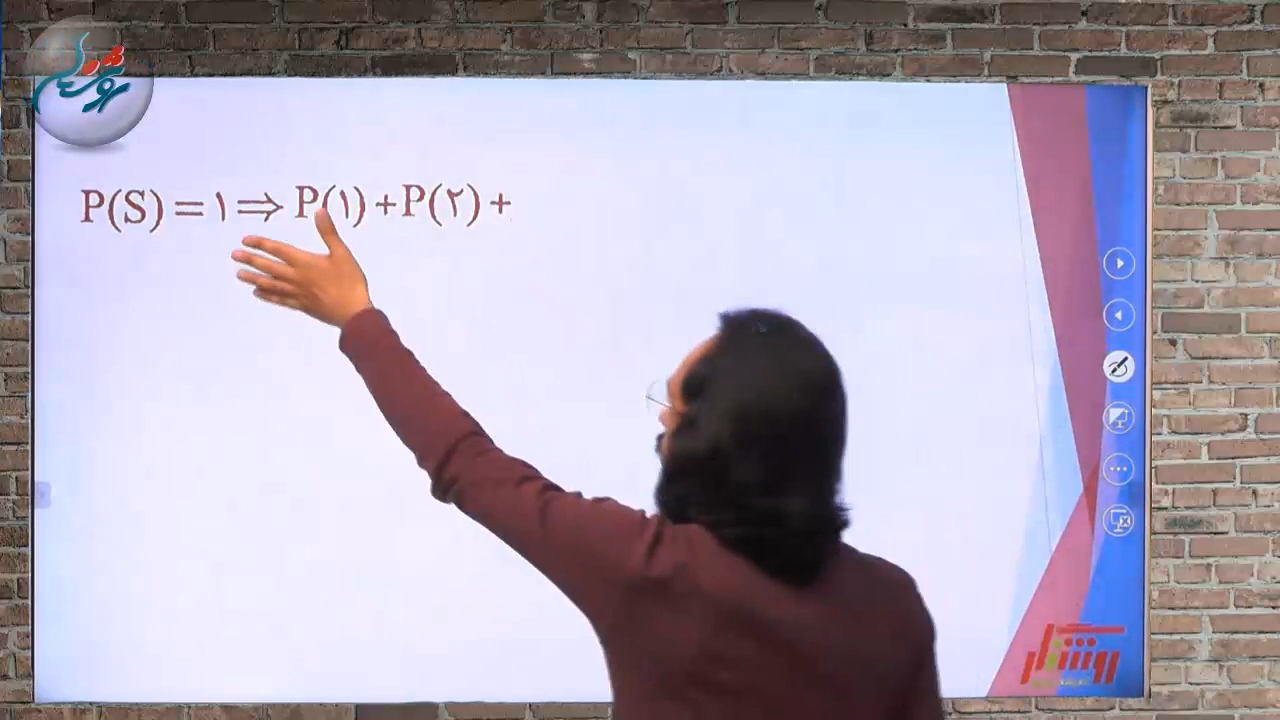 P(S) = ۱ ⇒ P(۱) + P(۲) +